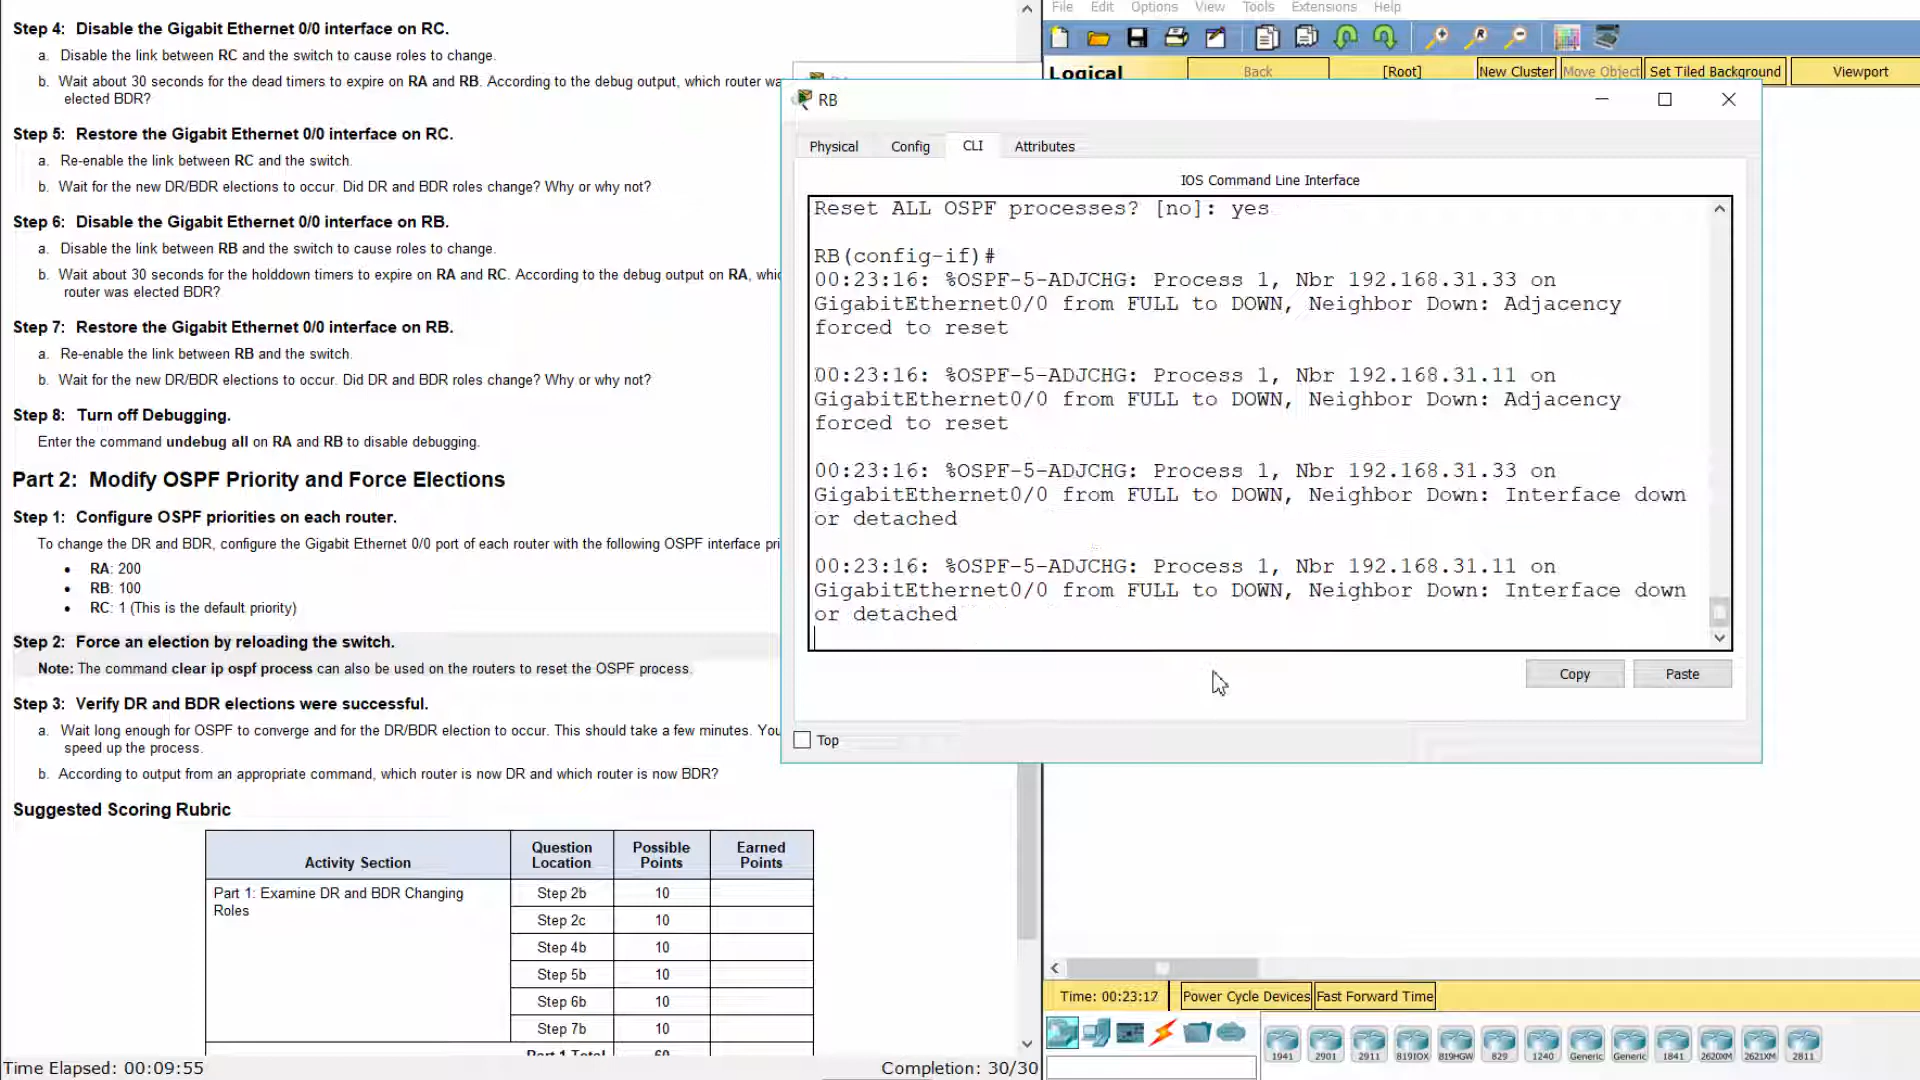 Step 4: Disable the Gigabit Ethernet 0/0 interface on RC.
a. Disable the link between RC and the switch to cause roles to change.
b. Wait about 30 seconds for the dead timers to expire on RA and RB. According to the debug output, which router wa
elected BDR?
Step 5: Restore the Gigabit Ethernet 0/0 interface on RC.
a. Re-enable the link between RC and the switch.
b. Wait for the new DR/BDR elections to occur. Did DR and BDR roles change? Why or why not?
Step 6: Disable the Gigabit Ethernet 0/0 interface on RB.
a. Disable the link between RB and the switch to cause roles to change.
b. Wait about 30 seconds for the holddown timers to expire on RA and RC. According to the debug output on RA, whic
router was elected BDR?
Step 7: Restore the Gigabit Ethernet 0/0 interface on RB.
a. Re-enable the link between RB and the switch.
b. Wait for the new DR/BDR elections to occur. Did DR and BDR roles change? Why or why not?
Step 8: Turn off Debugging.
Enter the command undebug all on RA and RB to disable debugging.
Part 2: Modify OSPF Priority and Force Elections
Step 1: Configure OSPF priorities on each router.
To change the DR and BDR, configure the Gigabit Ethernet 0/0 port of each router with the following OSPF interface pri
• RA: 200
• RB: 100
• RC: 1 (This is the default priority)
Step 2: Force an election by reloading the switch.
Note: The command clear ip ospf process can also be used on the routers to reset the OSPF process.
Step 3: Verify DR and BDR elections were successful.
a. Wait long enough for OSPF to converge and for the DR/BDR election to occur. This should take a few minutes. You
speed up the process.
b. According to output from an appropriate command, which router is now DR and which router is now BDR?
Suggested Scoring Rubric
Activity Section Question Location Possible Points Earned Points
Part 1: Examine DR and BDR Changing Roles Step 2b 10
Step 2c 10
Step 4b 10
Step 5b 10
Step 6b 10
Step 7b 10
Part 1 Total 60
Time Elapsed: 00:09:55 Completion: 30/30
File Edit Options View Tools Extensions Help
Logical Back [Root] New Cluster Move Object Set Tiled Background Viewport
RB
Physical Config CLI Attributes
IOS Command Line Interface
Reset ALL OSPF processes? [no]: yes
RB(config-if)#
00:23:16: %OSPF-5-ADJCHG: Process 1, Nbr 192.168.31.33 on
GigabitEthernet0/0 from FULL to DOWN, Neighbor Down: Adjacency
forced to reset
00:23:16: %OSPF-5-ADJCHG: Process 1, Nbr 192.168.31.11 on
GigabitEthernet0/0 from FULL to DOWN, Neighbor Down: Adjacency
forced to reset
00:23:16: %OSPF-5-ADJCHG: Process 1, Nbr 192.168.31.33 on
GigabitEthernet0/0 from FULL to DOWN, Neighbor Down: Interface down
or detached
00:23:16: %OSPF-5-ADJCHG: Process 1, Nbr 192.168.31.11 on
GigabitEthernet0/0 from FULL to DOWN, Neighbor Down: Interface down
or detached
Copy Paste
Top
Time: 00:23:17 Power Cycle Devices Fast Forward Time
1941 2901 2911 819IOX 819HGW 829 1240 Generic Generic 1841 2620XM 2621XM 2811